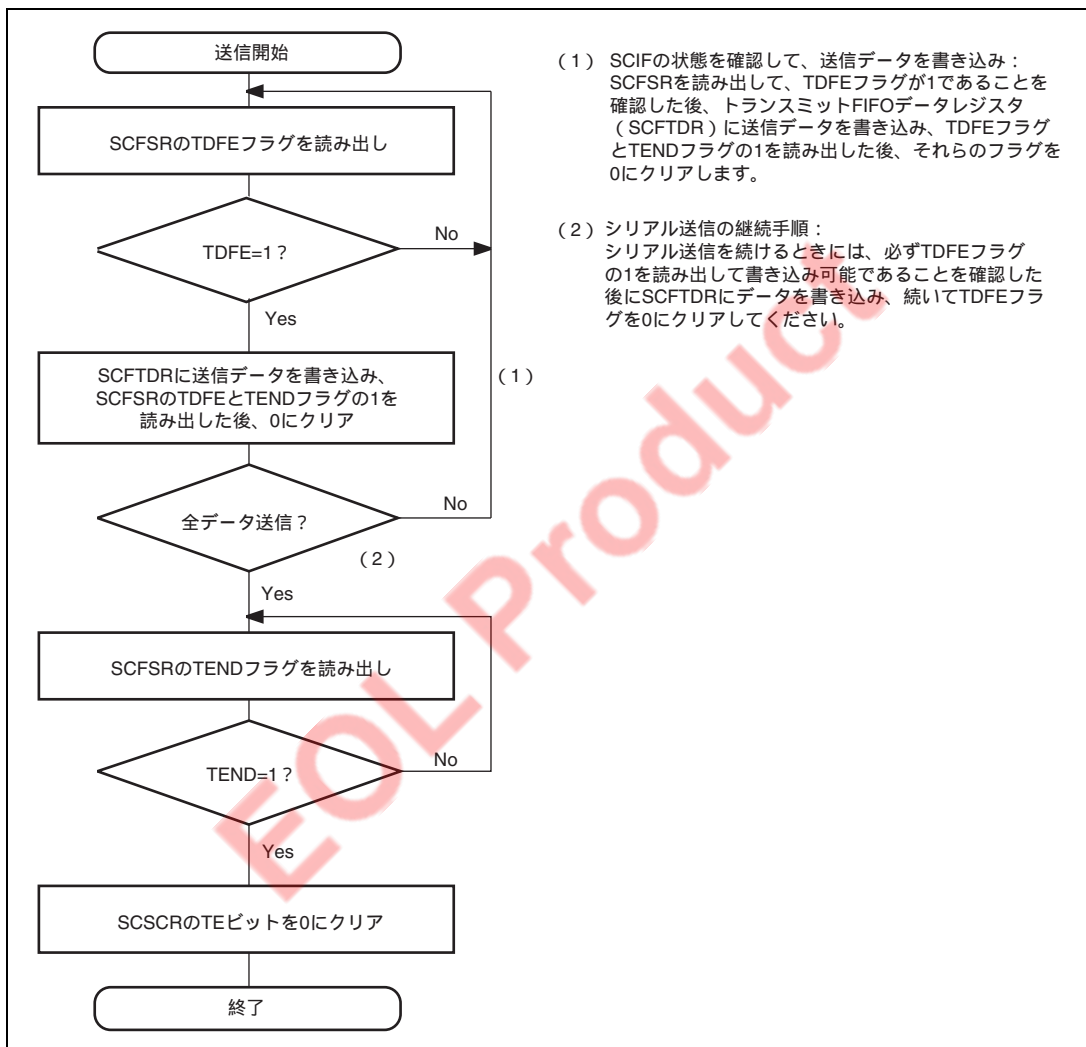 送信開始
SCFSRのTDFEフラグを読み出し
TDFE=1？
No
Yes
SCFTDRに送信データを書き込み、
SCFSRのTDFEとTENDフラグの1を
読み出した後、0にクリア
（1）
全データ送信？
No
（2）
Yes
SCFSRのTENDフラグを読み出し
TEND=1？
No
Yes
SCSCRのTEビットを0にクリア
終了
（1） SCIFの状態を確認して、送信データを書き込み：
SCFSRを読み出して、TDFEフラグが1であることを
確認した後、トランスミットFIFOデータレジスタ
（SCFTDR）に送信データを書き込み、TDFEフラグ
とTENDフラグの1を読み出した後、それらのフラグを
0にクリアします。
（2）シリアル送信の継続手順：
シリアル送信を続けるときには、必ずTDFEフラグ
の1を読み出して書き込み可能であることを確認した
後にSCFTDRにデータを書き込み、続いてTDFEフラ
グを0にクリアしてください。
EOL Product